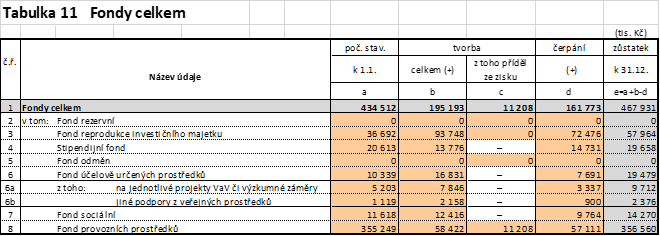 Tabulka 11 Fondy celkem
(tis. Kč)
č.ř. Název údaje poč. stav. tvorba čerpání zůstatek
k 1.1. celkem (+) z toho příděl ze zisku (+) k 31.12.
a b c d e=a+b-d
1 Fondy celkem 434 512 195 193 11 208 161 773 467 931
2 v tom: Fond rezervní 0 0 0 0 0
3 Fond reprodukce investičního majetku 36 692 93 748 0 72 476 57 964
4 Stipendijní fond 20 613 13 776 – 14 731 19 658
5 Fond odměn 0 0 0 0 0
6 Fond účelově určených prostředků 10 339 16 831 – 7 691 19 479
6a z toho: na jednotlivé projekty VaV či výzkumné záměry 5 203 7 846 – 3 337 9 712
6b jiné podpory z veřejných prostředků 1 119 2 158 – 900 2 376
7 Fond sociální 11 618 12 416 – 9 764 14 270
8 Fond provozních prostředků 355 249 58 422 11 208 57 111 356 560